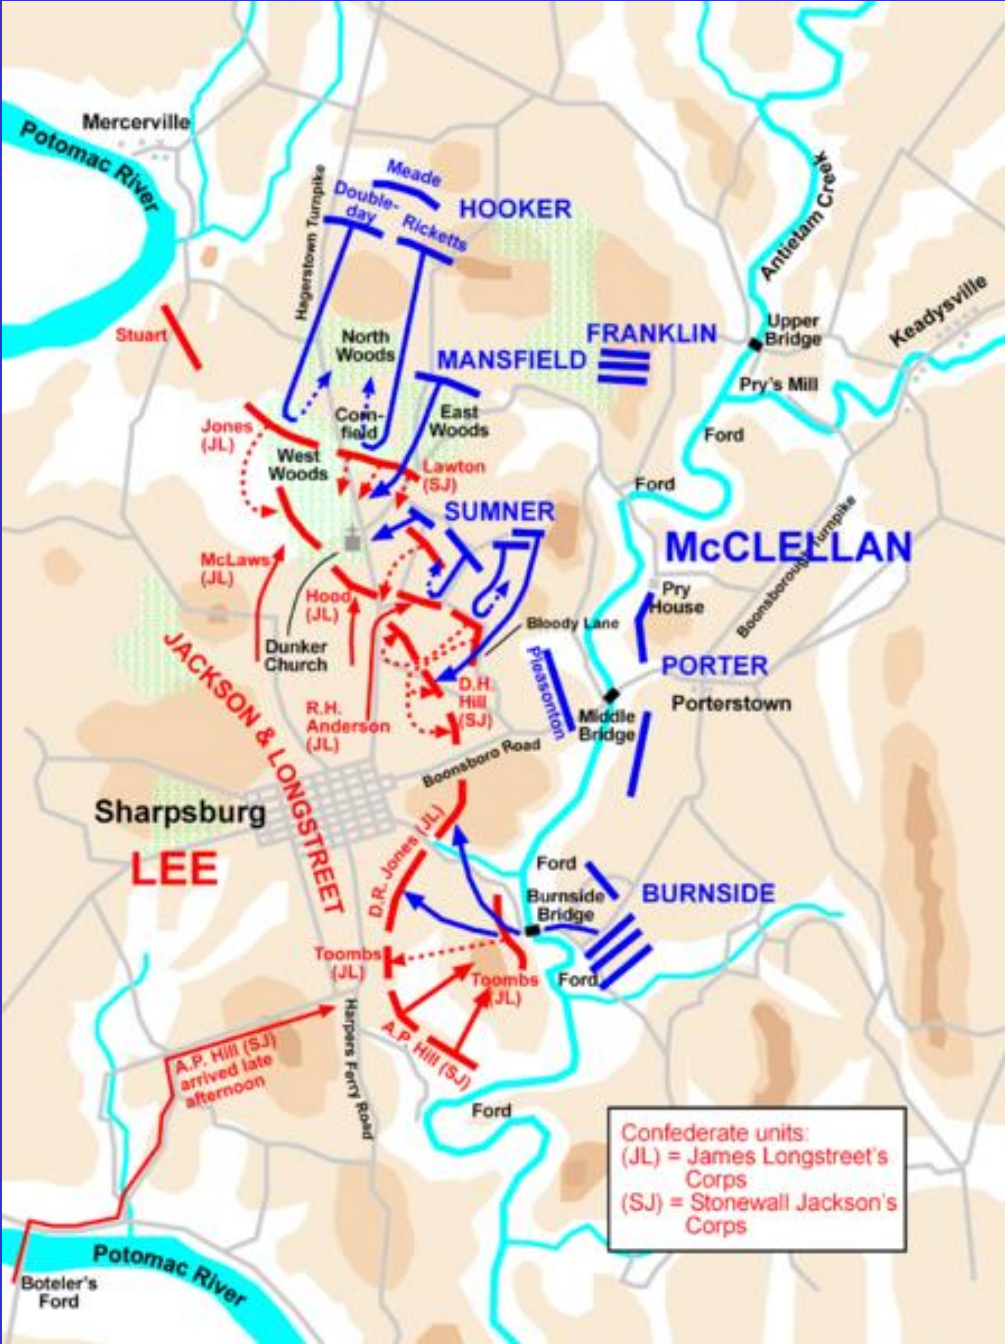 Mercerville
Potomac River
Hagerstown Turnpike
Meade
Double-
day
Ricketts
HOOKER
Antietam Creek
Keadysville
Upper
Bridge
Stuart
North
Woods
FRANKLIN
MANSFIELD
Pry's Mill
Corn-
field
East
Woods
Ford
Jones
(JL)
West
Woods
Lawton
(SJ)
Ford
SUMNER
McCLELLAN
Boonsborough Turnpike
McLaws
(JL)
Hood
(JL)
Pry
House
Bloody Lane
Dunker
Church
JACKSON & LONGSTREET
Pleasonton
PORTER
Porterstown
D.H.
Hill
(SJ)
R.H.
Anderson
(JL)
Middle
Bridge
Boonsboro Road
Sharpsburg
LEE
D.R. Jones (JL)
Ford
Burnside
Bridge
BURNSIDE
Toombs
(JL)
Toombs
(JL)
Ford
A.P. Hill (SJ)
A.P. Hill (SJ)
arrived late
afternoon
Harpers Ferry Road
Ford
Confederate units:
(JL) = James Longstreet's
Corps
(SJ) = Stonewall Jackson's
Corps
Potomac River
Boteler's
Ford